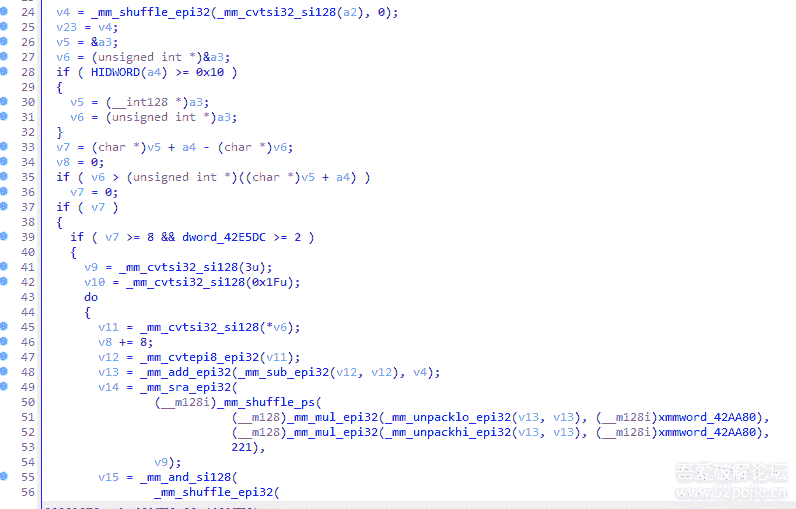 24 v4 = _mm_shuffle_epi32(_mm_cvtsi32_si128(a2), 0);
25 v23 = v4;
26 v5 = &a3;
27 v6 = (unsigned int *)&a3;
28 if ( HIDWORD(a4) >= 0x10 )
29 {
30 v5 = (__int128 *)a3;
31 v6 = (unsigned int *)a3;
32 }
33 v7 = (char *)v5 + a4 - (char *)v6;
34 v8 = 0;
35 if ( v6 > (unsigned int *)((char *)v5 + a4) )
36 v7 = 0;
37 if ( v7 )
38 {
39 if ( v7 >= 8 && dword_42E5DC >= 2 )
40 {
41 v9 = _mm_cvtsi32_si128(3u);
42 v10 = _mm_cvtsi32_si128(0x1Fu);
43 do
44 {
45 v11 = _mm_cvtsi32_si128(*v6);
46 v8 += 8;
47 v12 = _mm_cvtepi8_epi32(v11);
48 v13 = _mm_add_epi32(_mm_sub_epi32(v12, v12), v4);
49 v14 = _mm_sra_epi32(
50 (__m128i)_mm_shuffle_ps(
51 (__m128)_mm_mul_epi32(_mm_unpacklo_epi32(v13, v13), (__m128i)xmmword_42AA80),
52 (__m128)_mm_mul_epi32(_mm_unpackhi_epi32(v13, v13), (__m128i)xmmword_42AA80),
53 221),
54 v9);
55 v15 = _mm_and_si128(
56 _mm_shuffle_epi32(
吾爱破解论坛
www.52pojie.cn